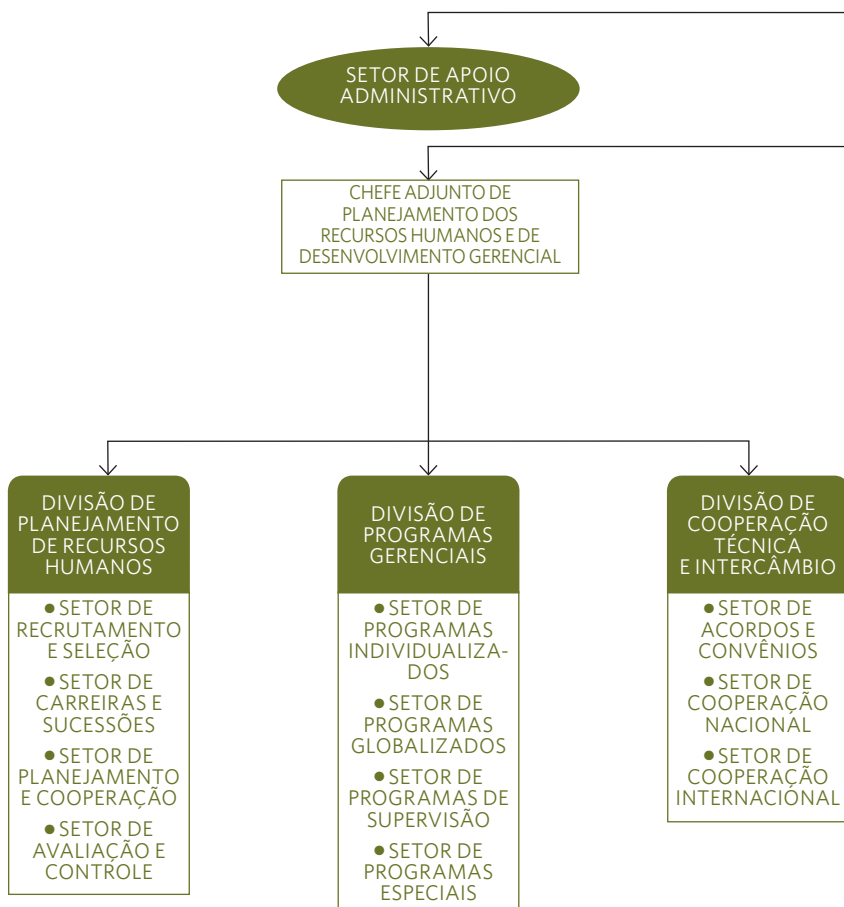 SETOR DE APOIO
ADMINISTRATIVO
CHEFE ADJUNTO DE
PLANEJAMENTO DOS
RECURSOS HUMANOS E DE
DESENVOLVIMENTO GERENCIAL
DIVISÃO DE
PLANEJAMENTO
DE RECURSOS
HUMANOS
● SETOR DE
RECRUTAMENTO
E SELEÇÃO
● SETOR DE
CARREIRAS E
SUCESSÕES
● SETOR DE
PLANEJAMENTO
E COOPERAÇÃO
● SETOR DE
AVALIAÇÃO E
CONTROLE
DIVISÃO DE
PROGRAMAS
GERENCIAIS
● SETOR DE
PROGRAMAS
INDIVIDUALIZA-
DOS
● SETOR DE
PROGRAMAS
GLOBALIZADOS
● SETOR DE
PROGRAMAS DE
SUPERVISÃO
● SETOR DE
PROGRAMAS
ESPECIAIS
DIVISÃO DE
COOPERAÇÃO
TÉCNICA
E INTERCÂMBIO
● SETOR DE
ACORDOS E
CONVÊNIOS
● SETOR DE
COOPERAÇÃO
NACIONAL
● SETOR DE
COOPERAÇÃO
INTERNACIONAL